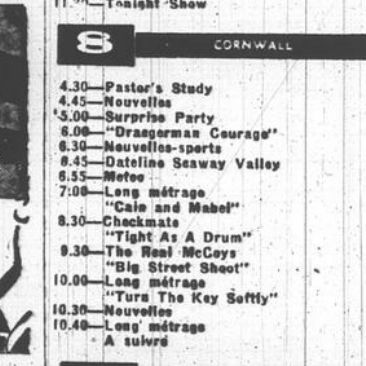 Tonight Show
8 CORNWALL
4.30—Pastor's Study
4.45—Nouvelles
5.00—Surprise Party
6.00—"Draegerman Courage"
6.30—Nouvelles-sports
6.45—Dateline Seaway Valley
6.55—Meteo
7:00—Long métrage
"Cain and Mabel"
8.30—Checkmate
"Tight As A Drum"
9.30—The Real McCoys
"Big Street Shoot"
10.00—Long métrage
"Turn The Key Softly"
10.30—Nouvelles
10.40—Long métrage
A suivre